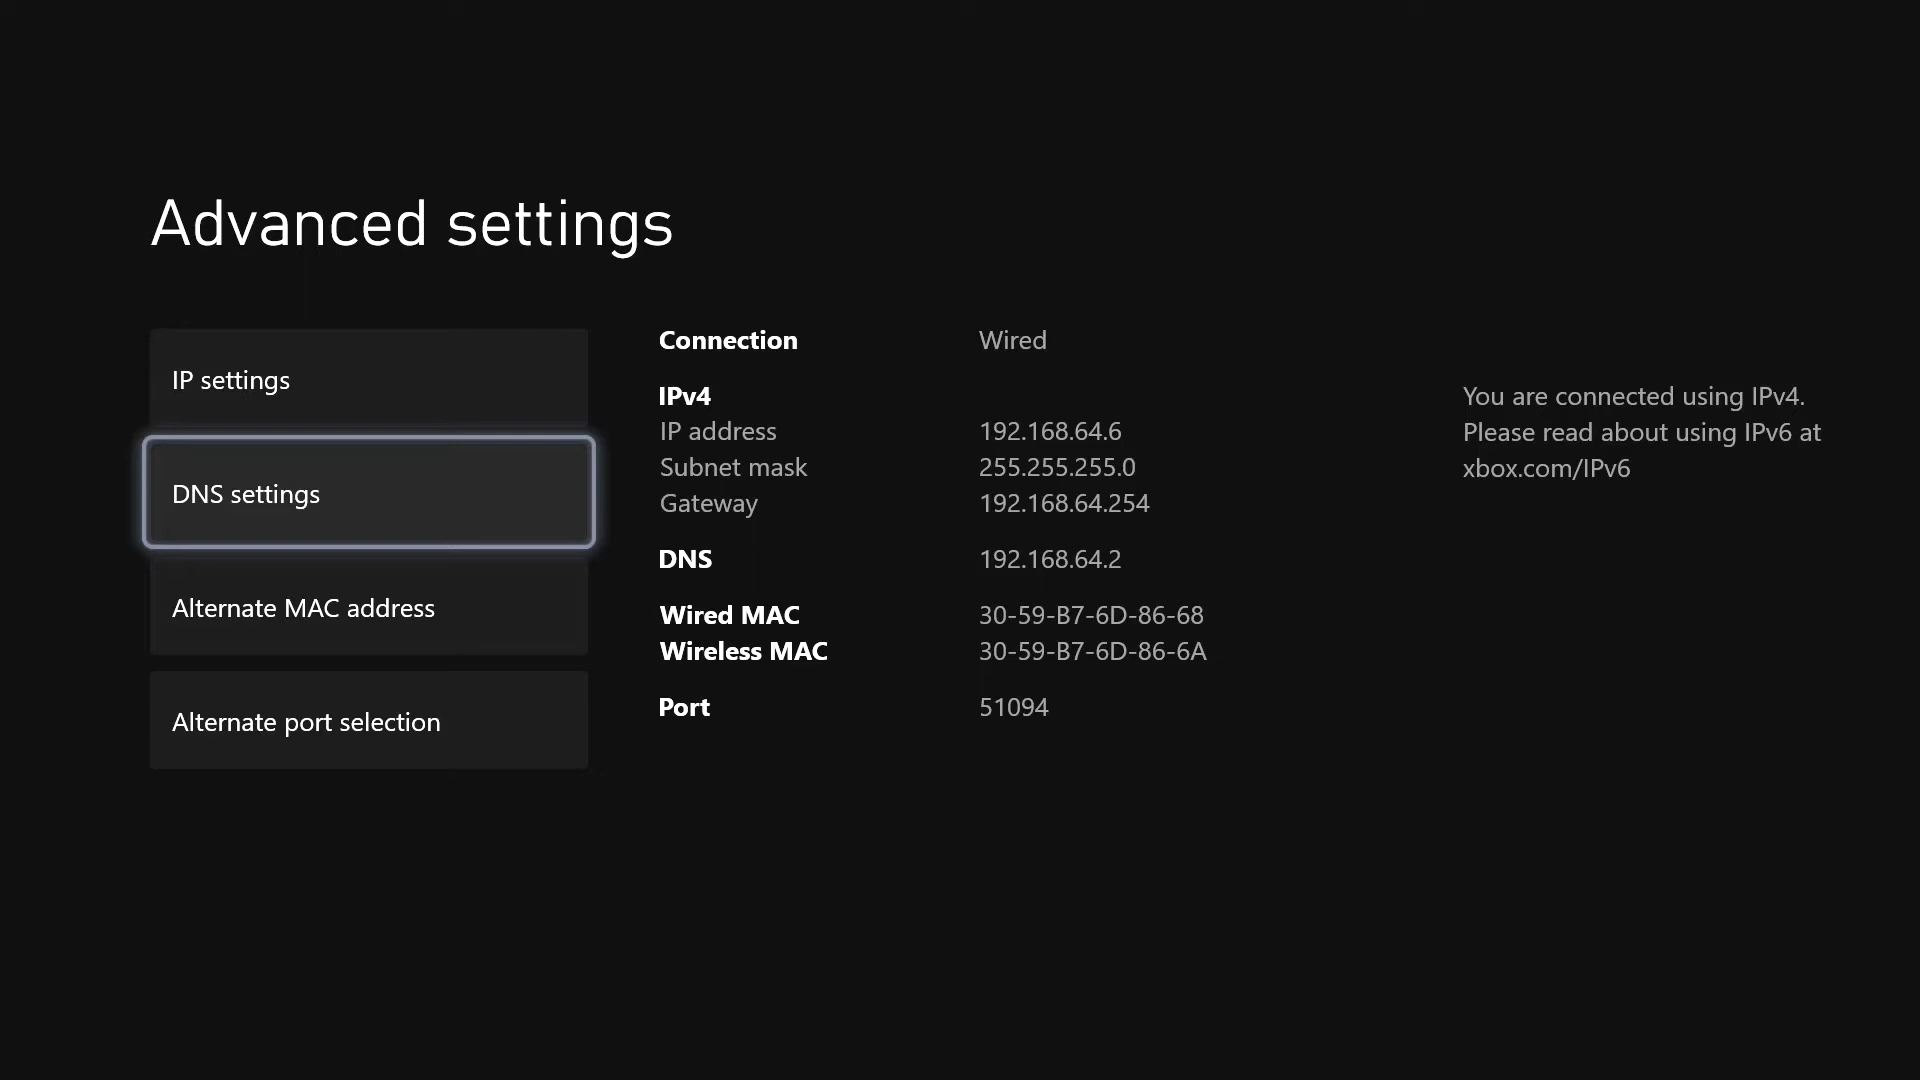 Advanced settings
IP settings
DNS settings
Alternate MAC address
Alternate port selection
Connection Wired
IPv4
IP address 192.168.64.6
Subnet mask 255.255.255.0
Gateway 192.168.64.254
DNS 192.168.64.2
Wired MAC 30-59-B7-6D-86-68
Wireless MAC 30-59-B7-6D-86-6A
Port 51094
You are connected using IPv4.
Please read about using IPv6 at
xbox.com/IPv6